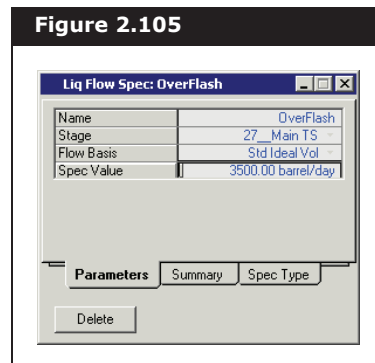 Figure 2.105
Liq Flow Spec: OverFlash
Name OverFlash
Stage 27__Main TS
Flow Basis Std Ideal Vol
Spec Value 3500.00 barrel/day
Parameters Summary Spec Type
Delete